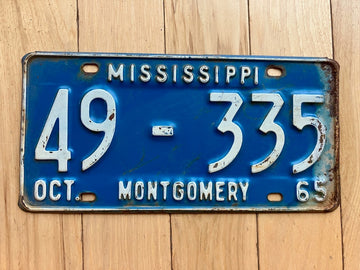 MISSISSIPPI
49 - 335
OCT. MONTGOMERY 65